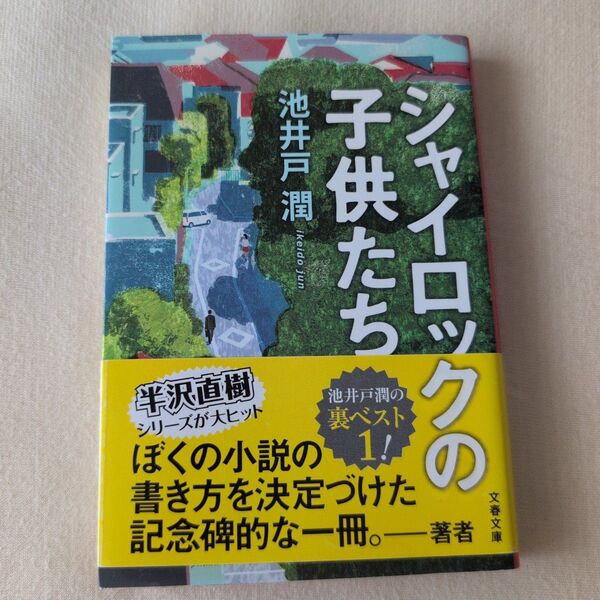 シャイロックの
子供たち
池井戸 潤
ikeido jun
半沢直樹
シリーズが大ヒット
池井戸潤の
裏ベスト
1!
ぼくの小説の
書き方を決定づけた
記念碑的な一冊。——著者
文春文庫